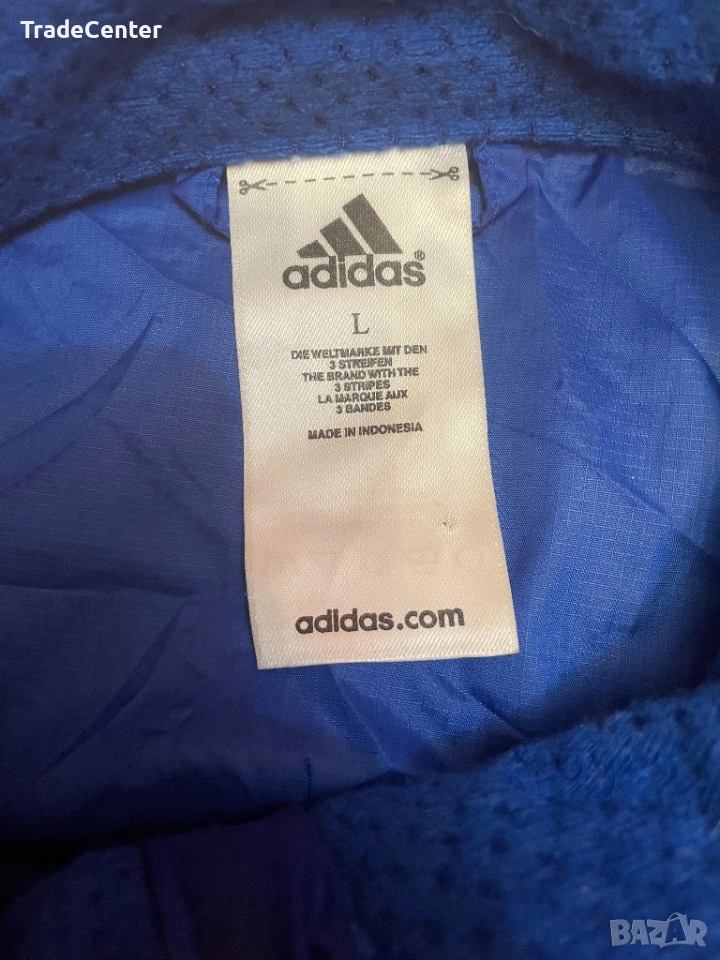 TradeCenter
adidas®
L
DIE WELTMARKE MIT DEN
3 STREIFEN
THE BRAND WITH THE
3 STRIPES
LA MARQUE AUX
3 BANDES
MADE IN INDONESIA
adidas.com
BAZAR